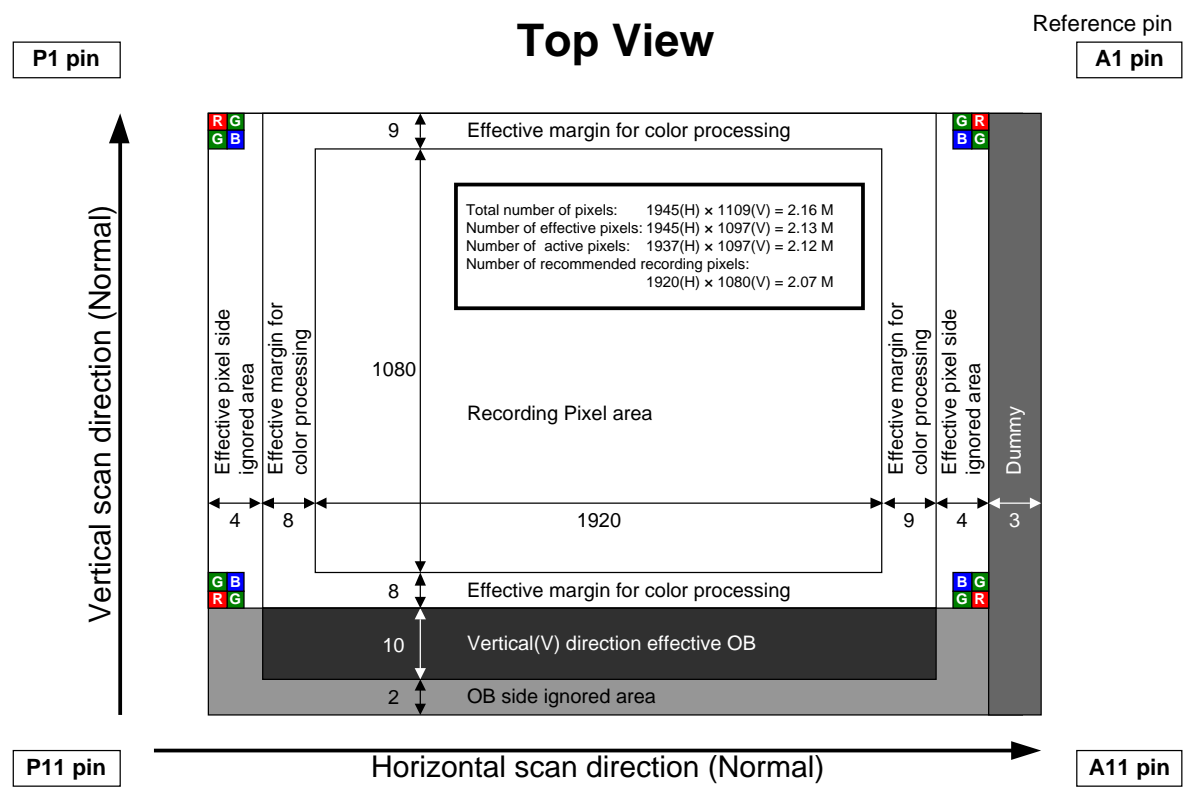 Top View
Reference pin
P1 pin
A1 pin
R G
G B
G R
B G
9
Effective margin for color processing
Total number of pixels: 1945(H) × 1109(V) = 2.16 M
Number of effective pixels: 1945(H) × 1097(V) = 2.13 M
Number of active pixels: 1937(H) × 1097(V) = 2.12 M
Number of recommended recording pixels:
1920(H) × 1080(V) = 2.07 M
Vertical scan direction (Normal)
Effective pixel side
ignored area
Effective margin for
color processing
1080
Recording Pixel area
Effective margin for
color processing
Effective pixel side
ignored area
Dummy
4
8
1920
9
4
3
G B
R G
B G
G R
8
Effective margin for color processing
10
Vertical(V) direction effective OB
2
OB side ignored area
P11 pin
Horizontal scan direction (Normal)
A11 pin